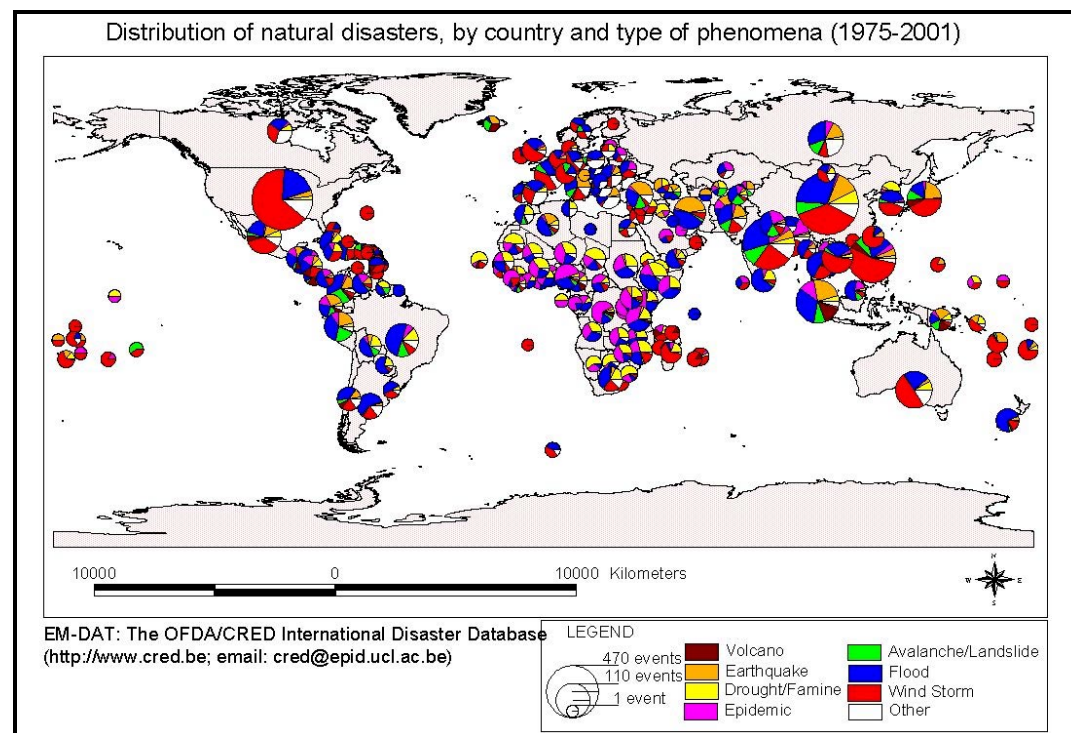 Distribution of natural disasters, by country and type of phenomena (1975-2001)
10000 0 10000 Kilometers
N
W E
S
EM-DAT: The OFDA/CRED International Disaster Database
(http://www.cred.be; email: cred@epid.ucl.ac.be)
LEGEND
470 events
110 events
1 event
Volcano
Earthquake
Drought/Famine
Epidemic
Avalanche/Landslide
Flood
Wind Storm
Other